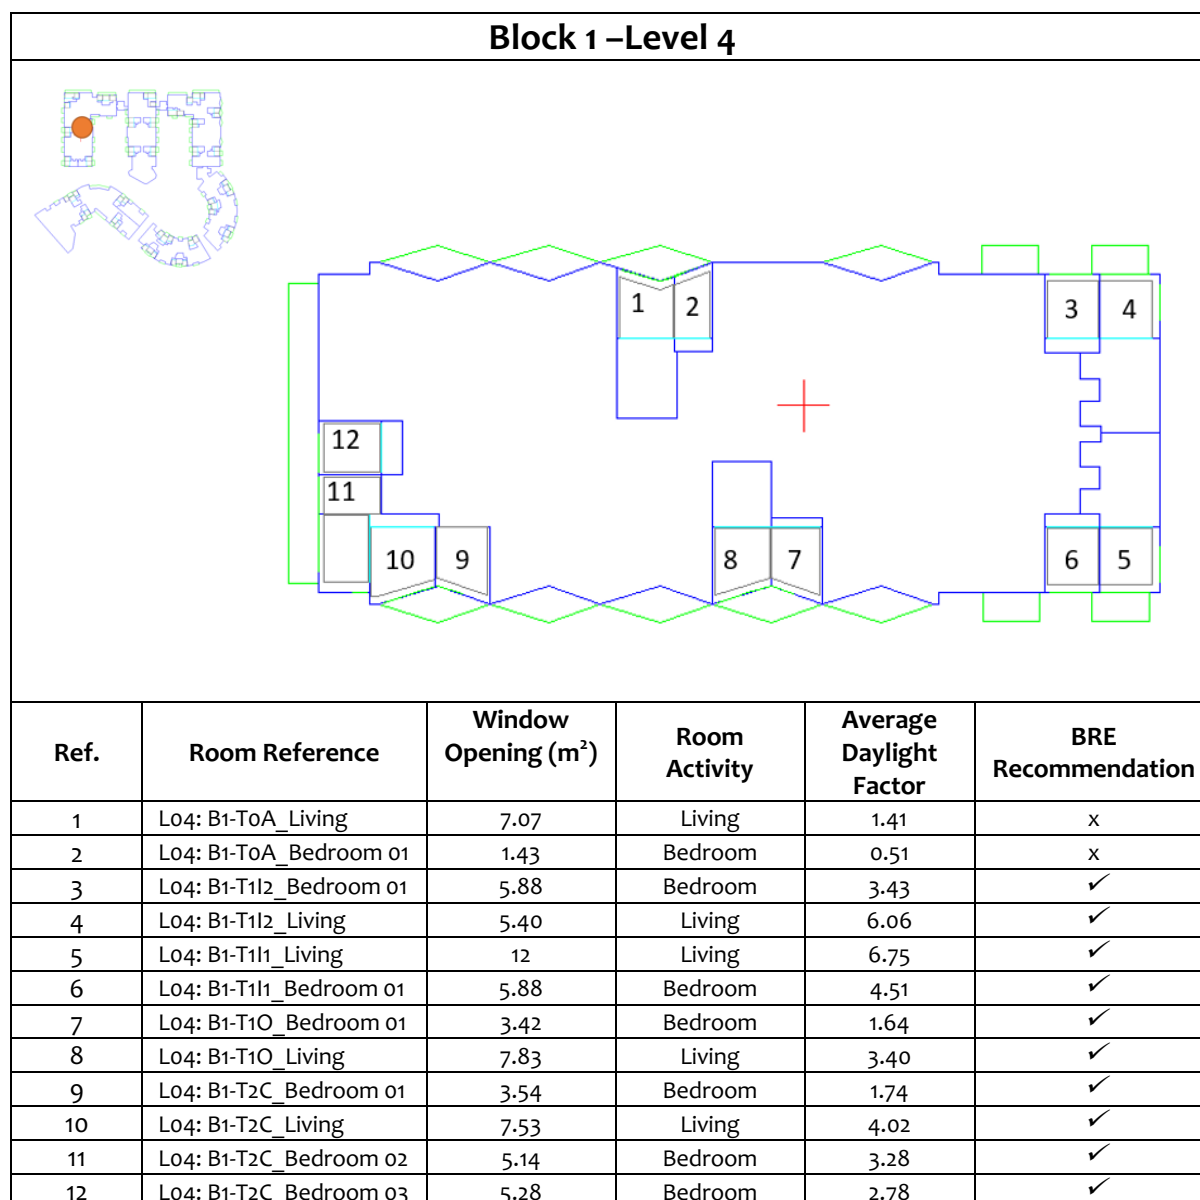 Block 1 –Level 4
1 2 3 4
12
11
10 9 8 7 6 5
Ref. Room Reference Window Opening (m²) Room Activity Average Daylight Factor BRE Recommendation
1 L04: B1-T0A_Living 7.07 Living 1.41 x
2 L04: B1-T0A_Bedroom 01 1.43 Bedroom 0.51 x
3 L04: B1-T1I2_Bedroom 01 5.88 Bedroom 3.43 ✓
4 L04: B1-T1I2_Living 5.40 Living 6.06 ✓
5 L04: B1-T1I1_Living 12 Living 6.75 ✓
6 L04: B1-T1I1_Bedroom 01 5.88 Bedroom 4.51 ✓
7 L04: B1-T1O_Bedroom 01 3.42 Bedroom 1.64 ✓
8 L04: B1-T1O_Living 7.83 Living 3.40 ✓
9 L04: B1-T2C_Bedroom 01 3.54 Bedroom 1.74 ✓
10 L04: B1-T2C_Living 7.53 Living 4.02 ✓
11 L04: B1-T2C_Bedroom 02 5.14 Bedroom 3.28 ✓
12 L04: B1-T2C_Bedroom 03 5.28 Bedroom 2.78 ✓